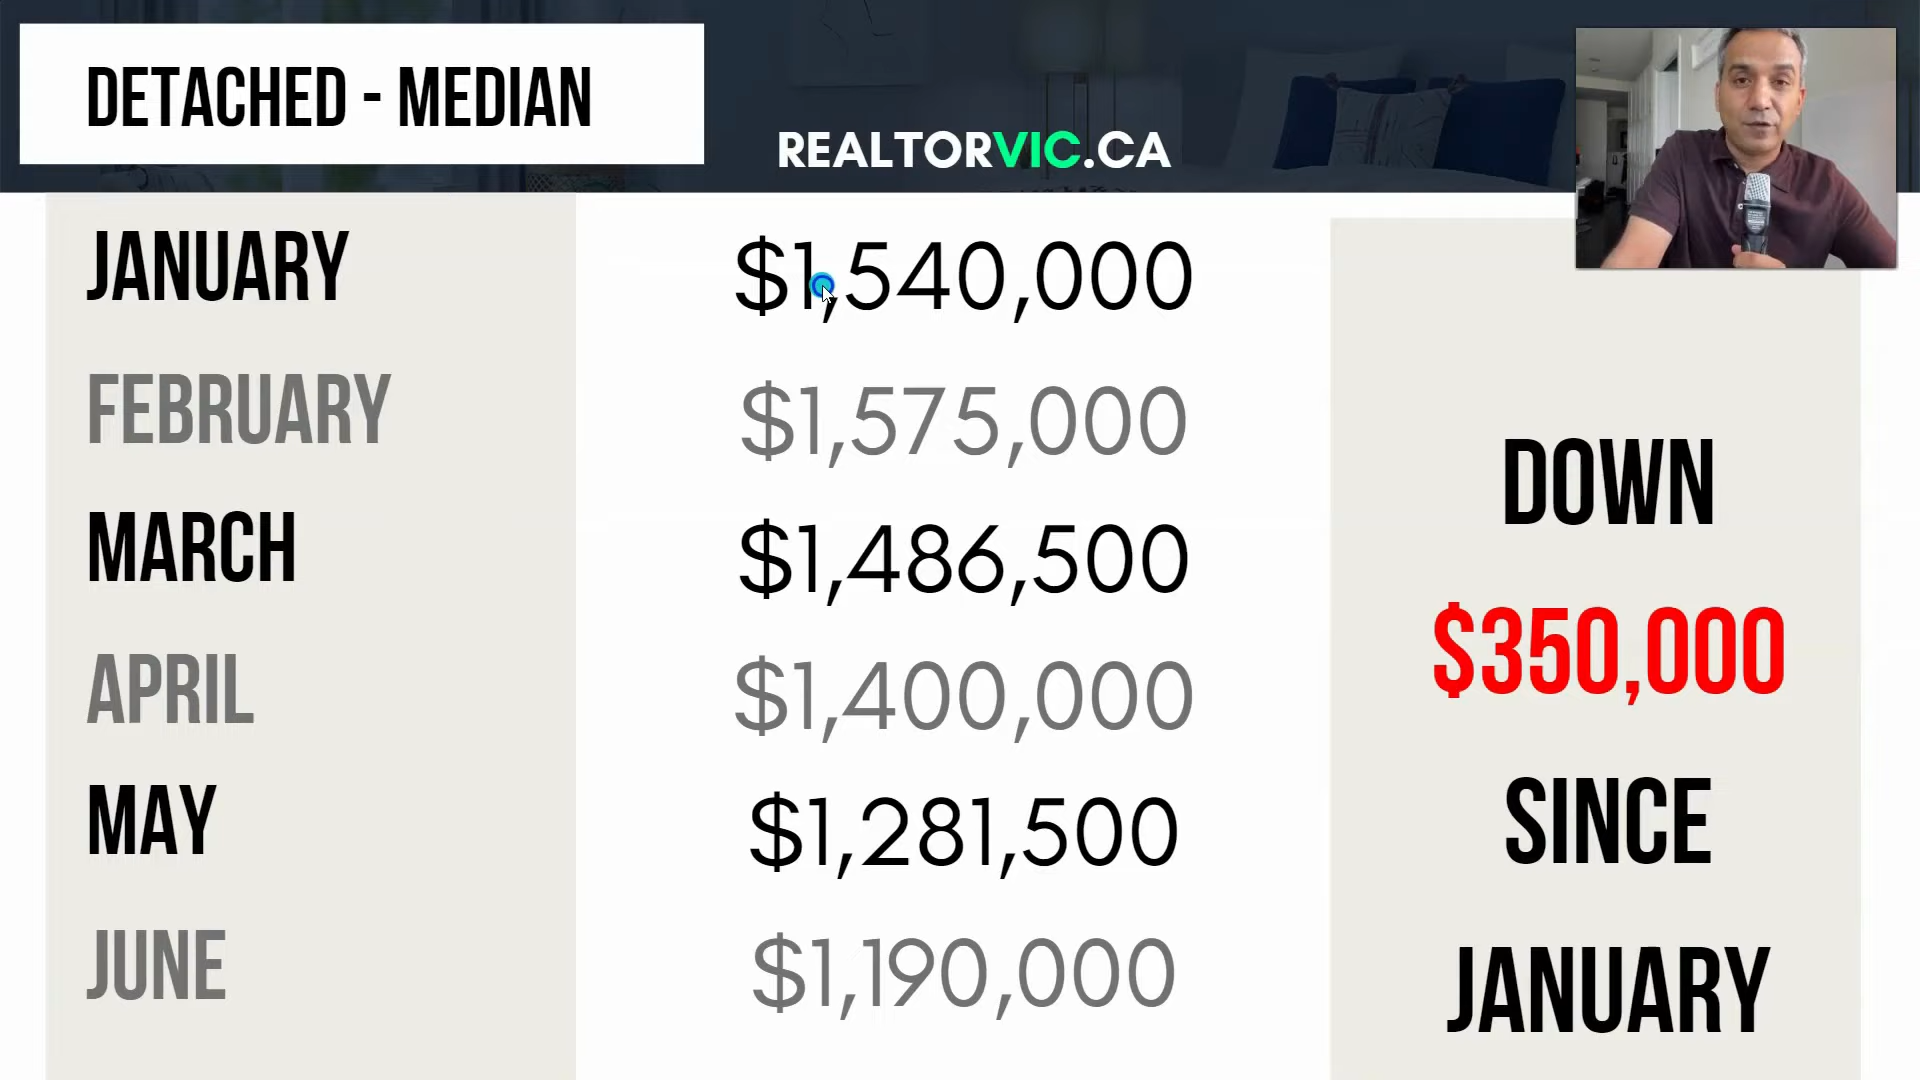 DETACHED - MEDIAN
REALTORVIC.CA
JANUARY $1,540,000
FEBRUARY $1,575,000
MARCH $1,486,500
APRIL $1,400,000
MAY $1,281,500
JUNE $1,190,000
DOWN
$350,000
SINCE
JANUARY